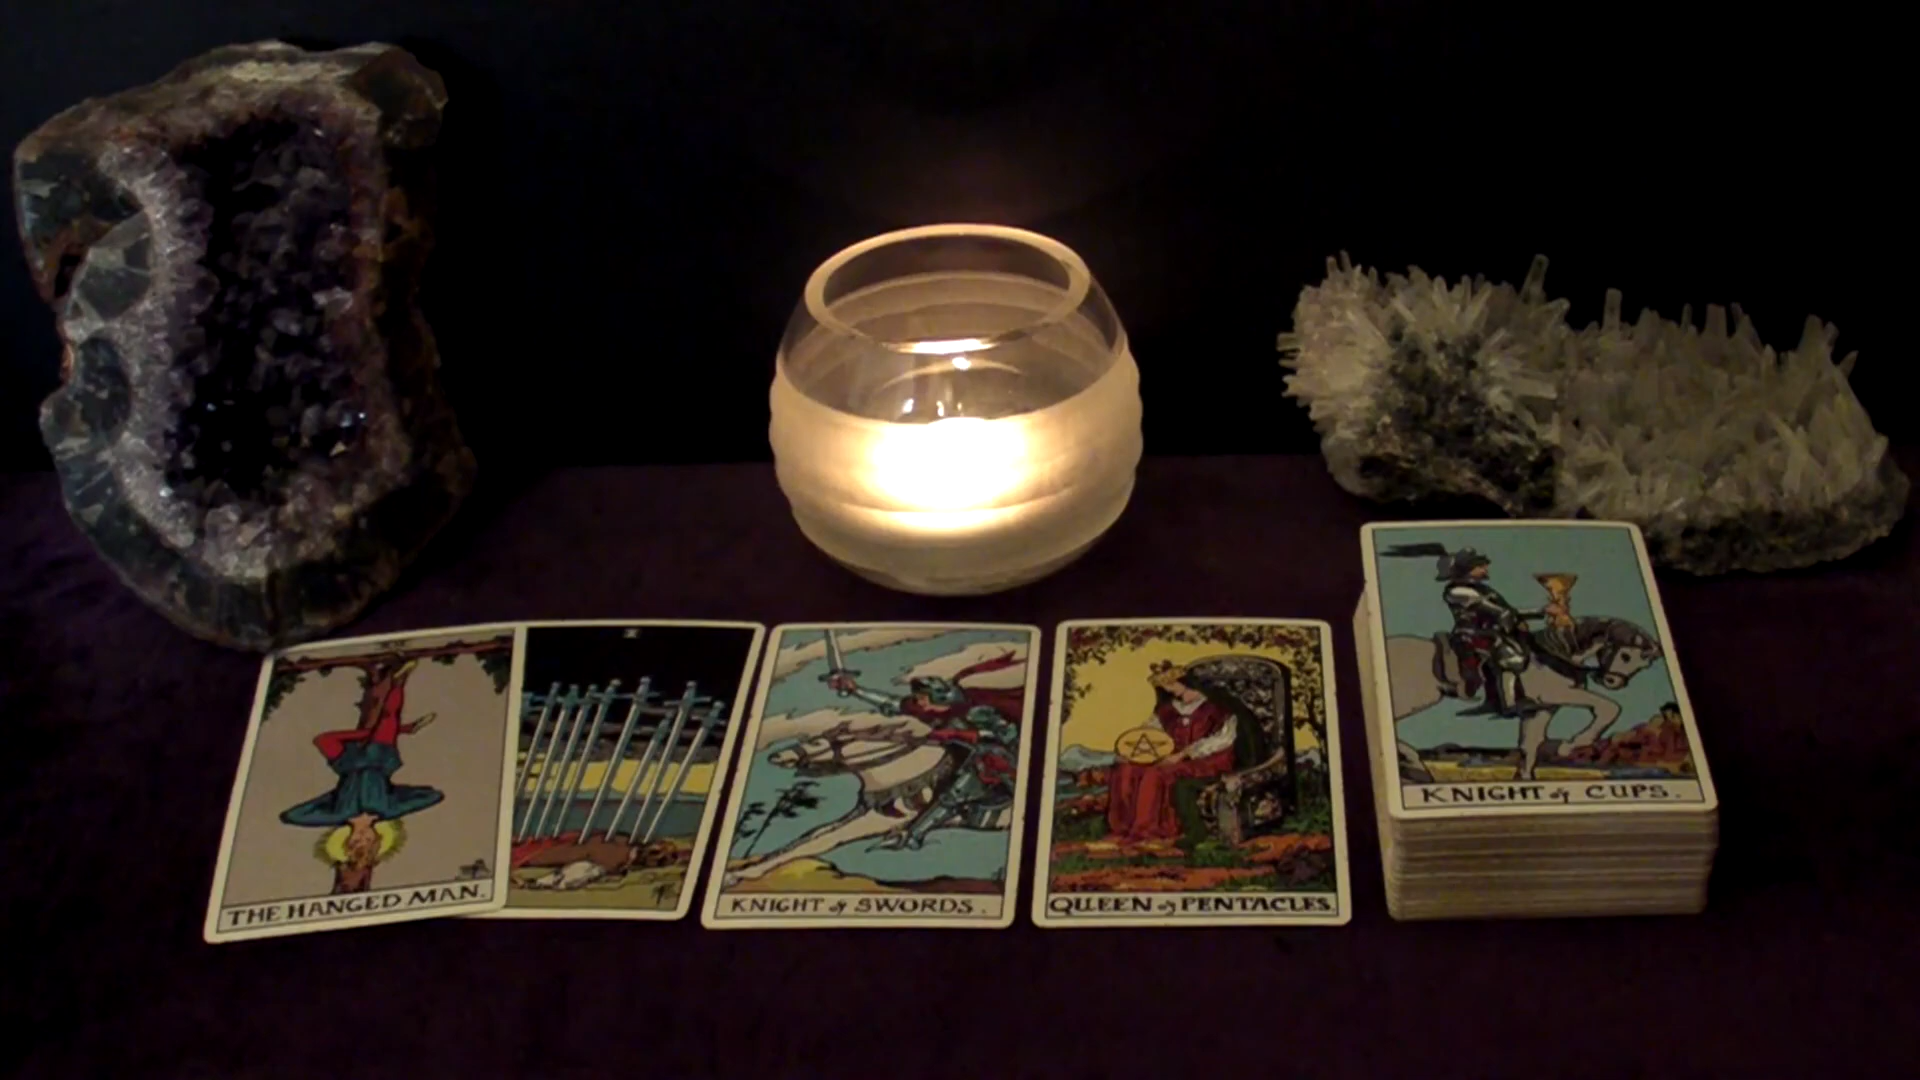 X
THE HANGED MAN.
KNIGHT of SWORDS.
QUEEN of PENTACLES.
KNIGHT of CUPS.